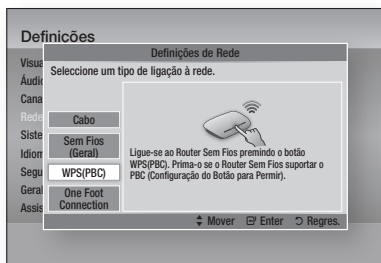 Definições
Definições de Rede
Seleccione um tipo de ligação à rede.
Visua
Áudio
Cana
Rede
Siste
Idiom
Segu
Geral
Assis
Cabo
Sem Fios
(Geral)
WPS(PBC)
One Foot
Connection
Ligue-se ao Router Sem Fios premindo o botão
WPS(PBC). Prima-o se o Router Sem Fios suportar o
PBC (Configuração do Botão para Permir).
Mover Enter Regres.